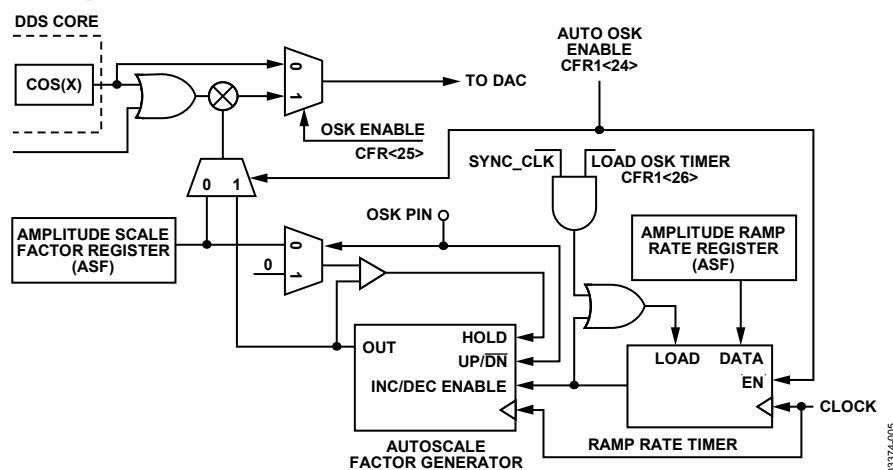 DDS CORE
COS(X)
0
1
TO DAC
OSK ENABLE
CFR<25>
AUTO OSK
ENABLE
CFR1<24>
SYNC_CLK
LOAD OSK TIMER
CFR1<26>
0 1
OSK PIN
AMPLITUDE SCALE
FACTOR REGISTER
(ASF)
0
0
1
AMPLITUDE RAMP
RATE REGISTER
(ASF)
HOLD
OUT
UP/DN
INC/DEC ENABLE
LOAD DATA
EN
CLOCK
AUTOSCALE
FACTOR GENERATOR
RAMP RATE TIMER
03374-005